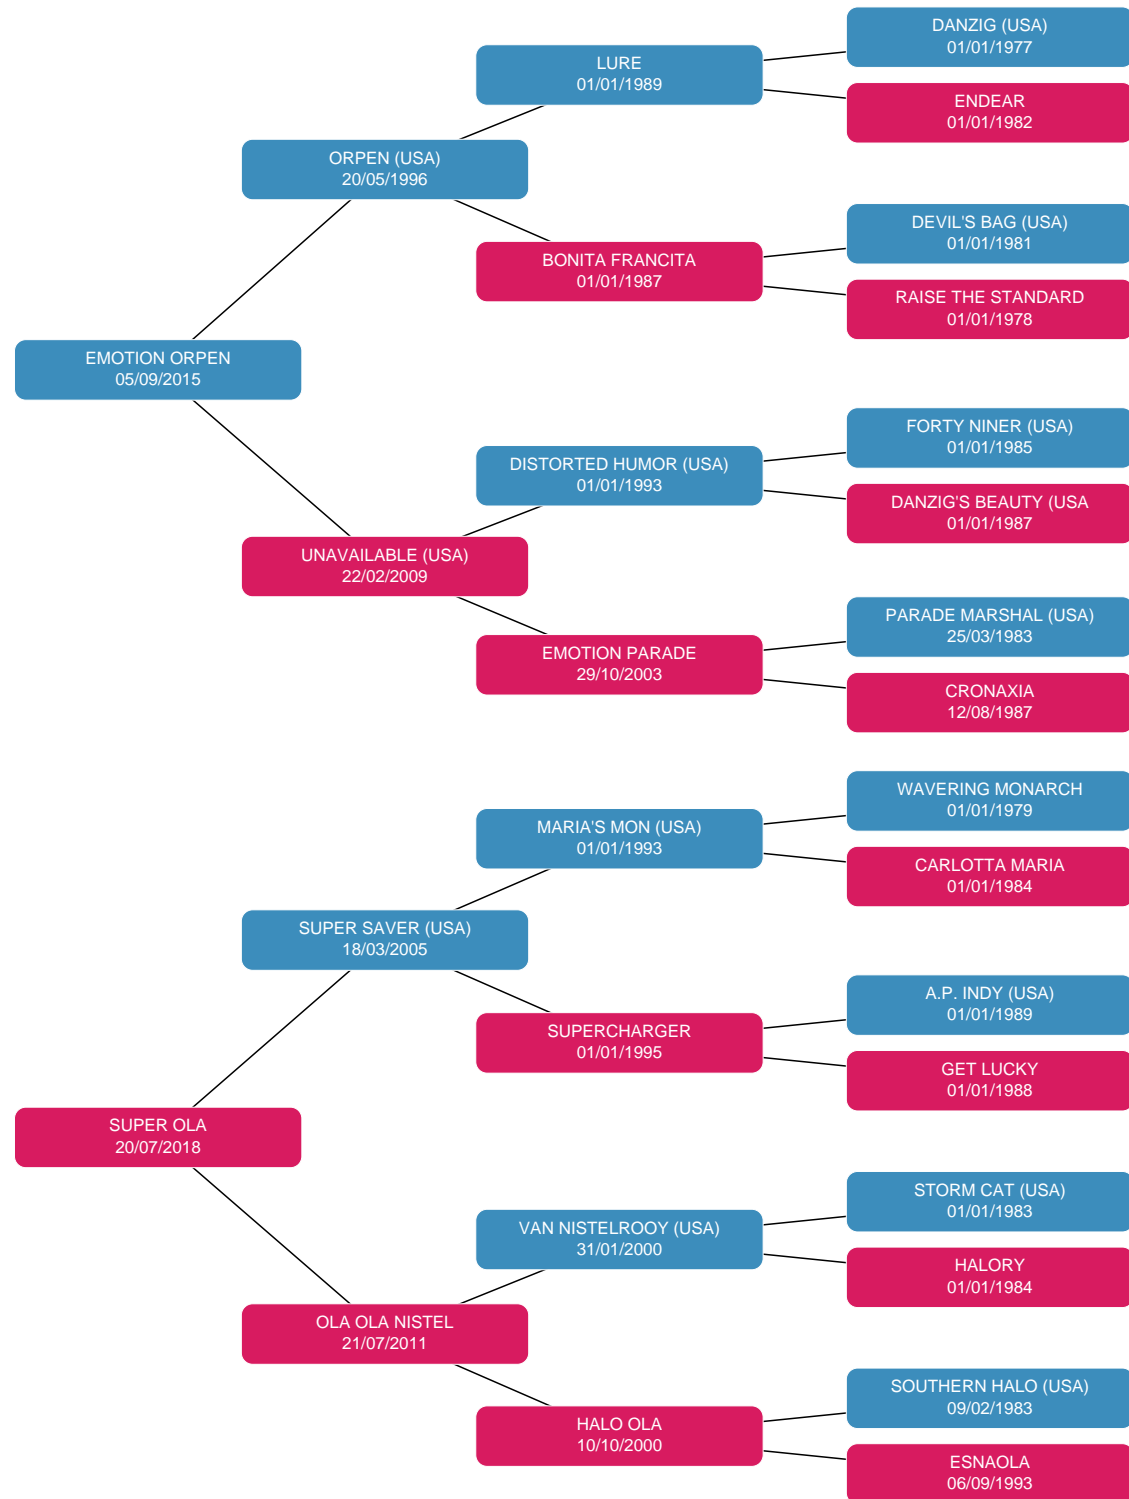 DANZIG (USA)
01/01/1977
LURE
01/01/1989
ENDEAR
01/01/1982
ORPEN (USA)
20/05/1996
DEVIL'S BAG (USA)
01/01/1981
BONITA FRANCITA
01/01/1987
RAISE THE STANDARD
01/01/1978
EMOTION ORPEN
05/09/2015
FORTY NINER (USA)
01/01/1985
DISTORTED HUMOR (USA)
01/01/1993
DANZIG'S BEAUTY (USA
01/01/1987
UNAVAILABLE (USA)
22/02/2009
PARADE MARSHAL (USA)
25/03/1983
EMOTION PARADE
29/10/2003
CRONAXIA
12/08/1987
WAVERING MONARCH
01/01/1979
MARIA'S MON (USA)
01/01/1993
CARLOTTA MARIA
01/01/1984
SUPER SAVER (USA)
18/03/2005
A.P. INDY (USA)
01/01/1989
SUPERCHARGER
01/01/1995
GET LUCKY
01/01/1988
SUPER OLA
20/07/2018
STORM CAT (USA)
01/01/1983
VAN NISTELROOY (USA)
31/01/2000
HALORY
01/01/1984
OLA OLA NISTEL
21/07/2011
SOUTHERN HALO (USA)
09/02/1983
HALO OLA
10/10/2000
ESNAOLA
06/09/1993